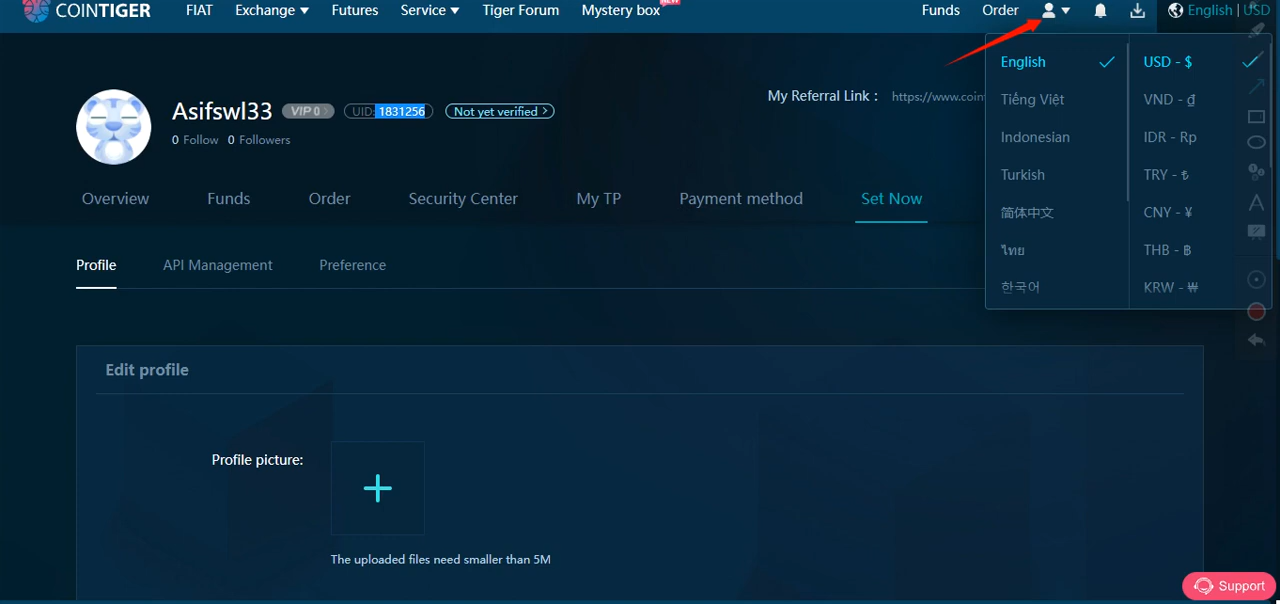 COINTIGER FIAT Exchange Futures Service Tiger Forum Mystery box NEW Funds Order English | USD
Asifswl33 VIP 0 UID:1831256 Not yet verified
0 Follow 0 Followers
My Referral Link : https://www.coin
English USD - $
Tiếng Việt VND - ₫
Indonesian IDR - Rp
Turkish TRY - ₺
简体中文 CNY - ¥
ไทย THB - ฿
한국어 KRW - ₩
Overview Funds Order Security Center My TP Payment method Set Now
Profile API Management Preference
Edit profile
Profile picture:
The uploaded files need smaller than 5M
Support